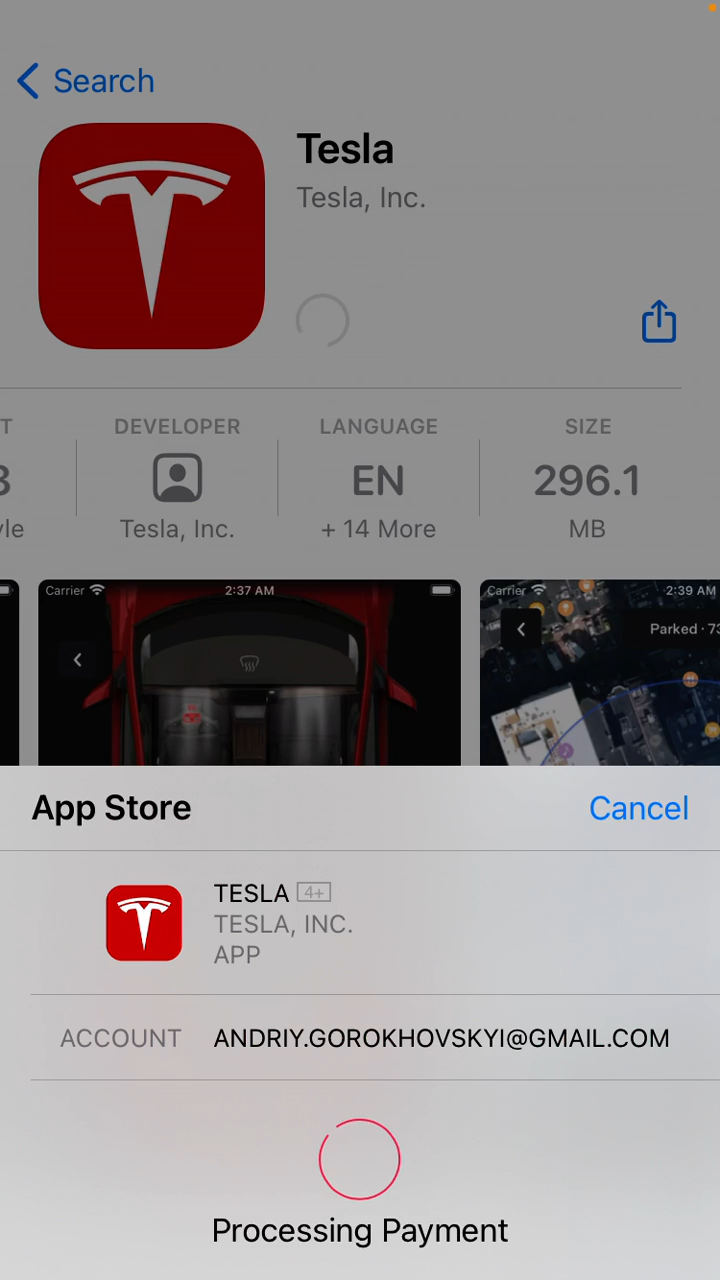 Search
Tesla
Tesla, Inc.
DEVELOPER
LANGUAGE
SIZE
EN
296.1
Tesla, Inc.
+ 14 More
MB
Carrier
2:37 AM
Carrier
2:39 AM
Parked · 73
App Store
Cancel
TESLA 4+
TESLA, INC.
APP
ACCOUNT
ANDRIY.GOROKHOVSKYI@GMAIL.COM
Processing Payment